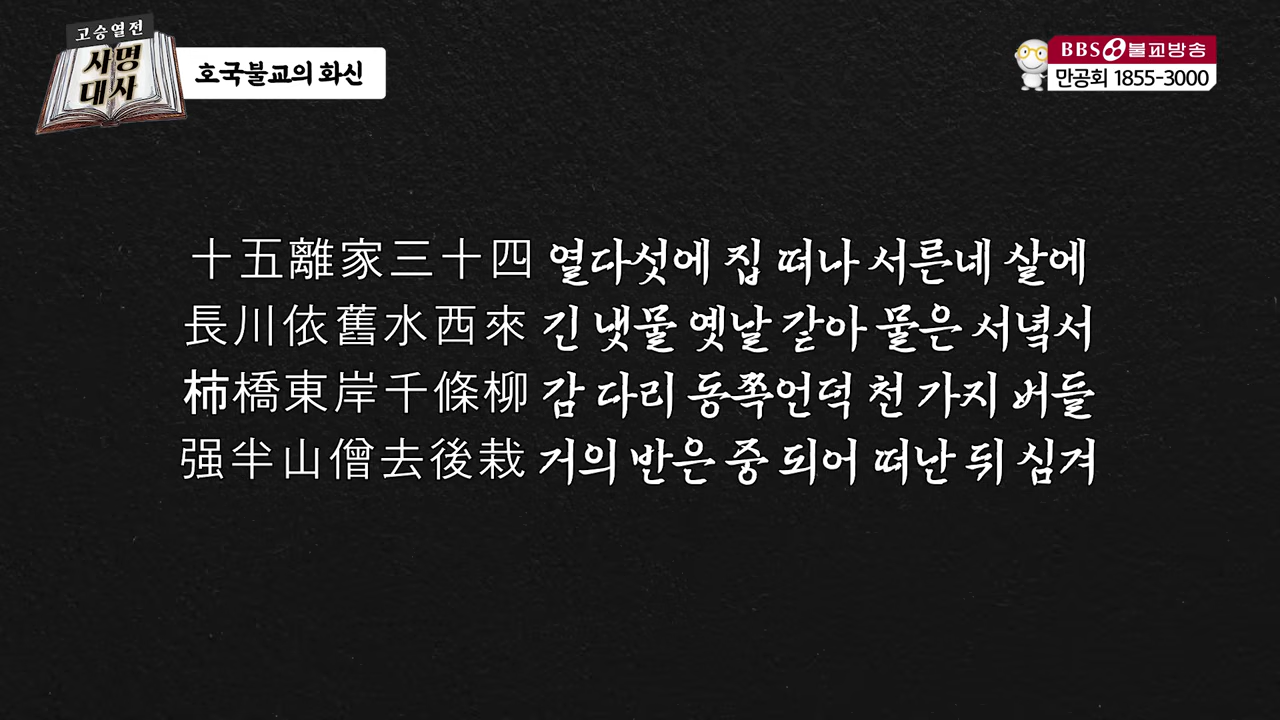 고승열전
사명
대사
호국불교의 화신
BBS 불교방송
만공회 1855-3000
十五離家三十四 열다섯에 집 떠나 서른네 살에
長川依舊水西來 긴 냇물 옛날 같아 물은 서녘서
柿橋東岸千條柳 감 다리 동쪽언덕 천 가지 버들
强半山僧去後栽 거의 반은 중 되어 떠난 뒤 심겨